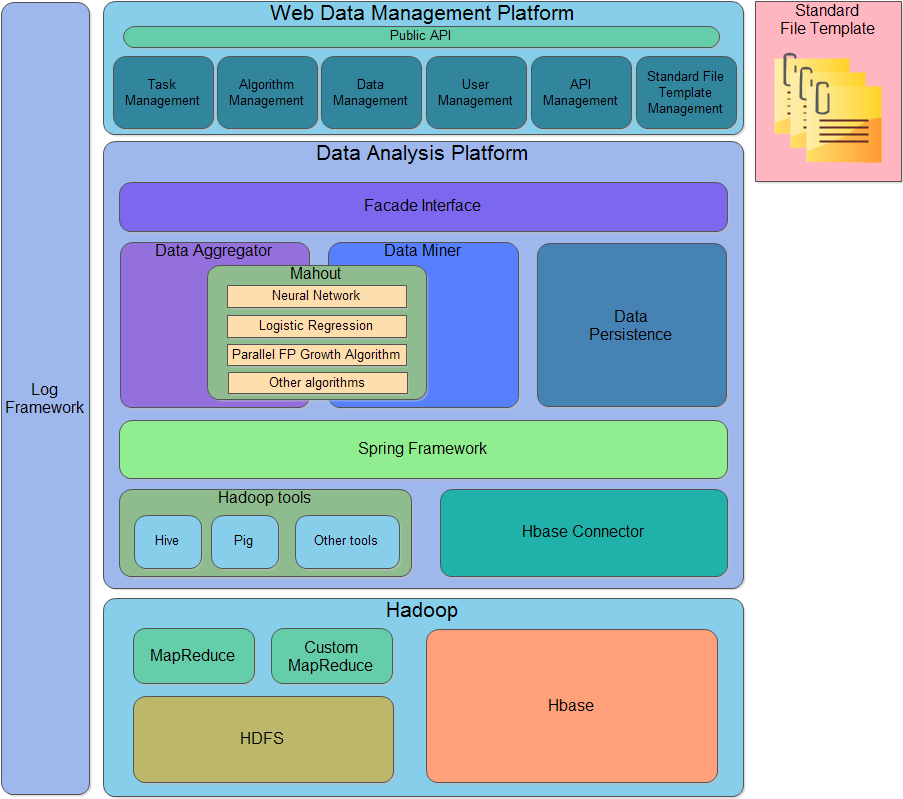 Web Data Management Platform
Public API
Task
Management
Algorithm
Management
Data
Management
User
Management
API
Management
Standard File
Template
Management
Standard
File Template
Data Analysis Platform
Facade Interface
Data Aggregator
Data Miner
Mahout
Neural Network
Logistic Regression
Parallel FP Growth Algorithm
Other algorithms
Data
Persistence
Log
Framework
Spring Framework
Hadoop tools
Hive
Pig
Other tools
Hbase Connector
Hadoop
MapReduce
Custom
MapReduce
Hbase
HDFS